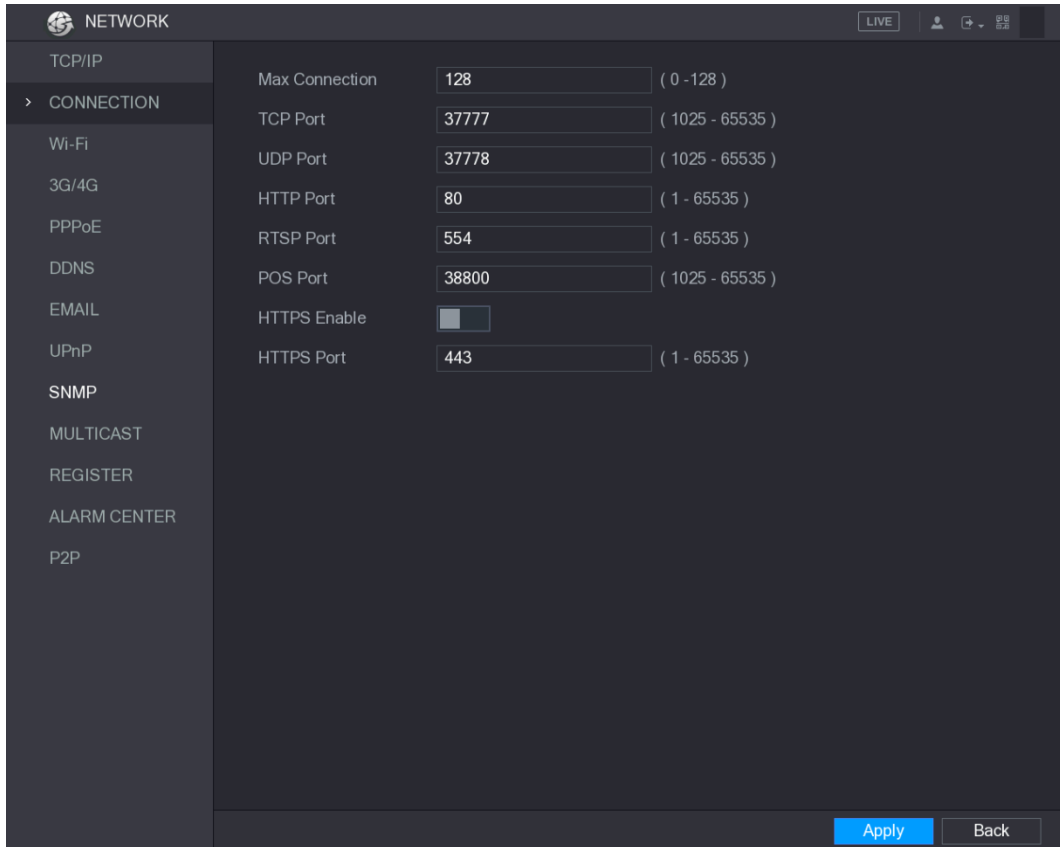 NETWORK
LIVE
TCP/IP
CONNECTION
Wi-Fi
3G/4G
PPPoE
DDNS
EMAIL
UPnP
SNMP
MULTICAST
REGISTER
ALARM CENTER
P2P
Max Connection 128 ( 0 -128 )
TCP Port 37777 ( 1025 - 65535 )
UDP Port 37778 ( 1025 - 65535 )
HTTP Port 80 ( 1 - 65535 )
RTSP Port 554 ( 1 - 65535 )
POS Port 38800 ( 1025 - 65535 )
HTTPS Enable
HTTPS Port 443 ( 1 - 65535 )
Apply Back